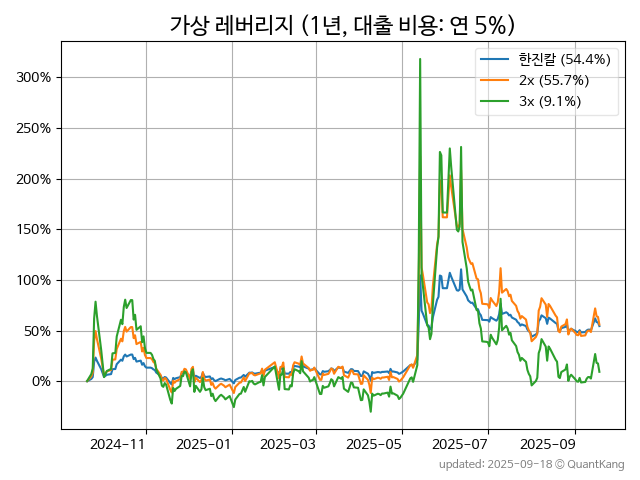 가상 레버리지 (1년, 대출 비용: 연 5%)
한진칼 (54.4%)
2x (55.7%)
3x (9.1%)
300%
250%
200%
150%
100%
50%
0%
2024-11
2025-01
2025-03
2025-05
2025-07
2025-09
updated: 2025-09-18 © QuantKang